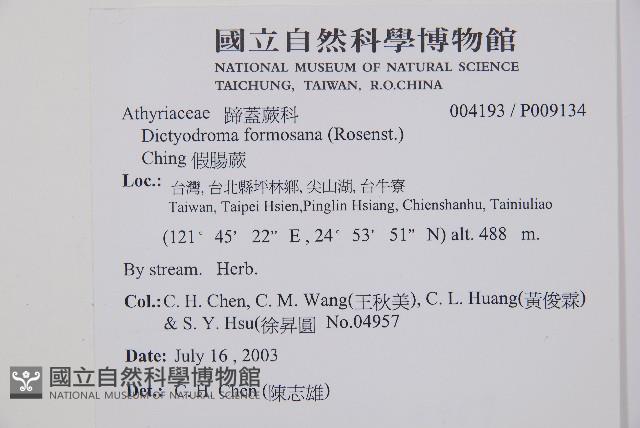 國立自然科學博物館
NATIONAL MUSEUM OF NATURAL SCIENCE
TAICHUNG, TAIWAN, R.O.CHINA
Athyriaceae 蹄蓋蕨科 004193 / P009134
Dictyodroma formosana (Rosenst.)
Ching 假腸蕨
Loc.: 台灣, 台北縣坪林鄉, 尖山湖, 台牛寮
Taiwan, Taipei Hsien,Pinglin Hsiang, Chienshanhu, Tainiuliao
(121° 45' 22" E , 24° 53' 51" N) alt. 488 m.
By stream. Herb.
Col.: C. H. Chen, C. M. Wang(王秋美), C. L. Huang(黃俊霖)
& S. Y. Hsu(徐昇圓 No.04957
Date: July 16 , 2003
Det.: C. H. Chen (陳志雄)
國立自然科學博物館
NATIONAL MUSEUM OF NATURAL SCIENCE